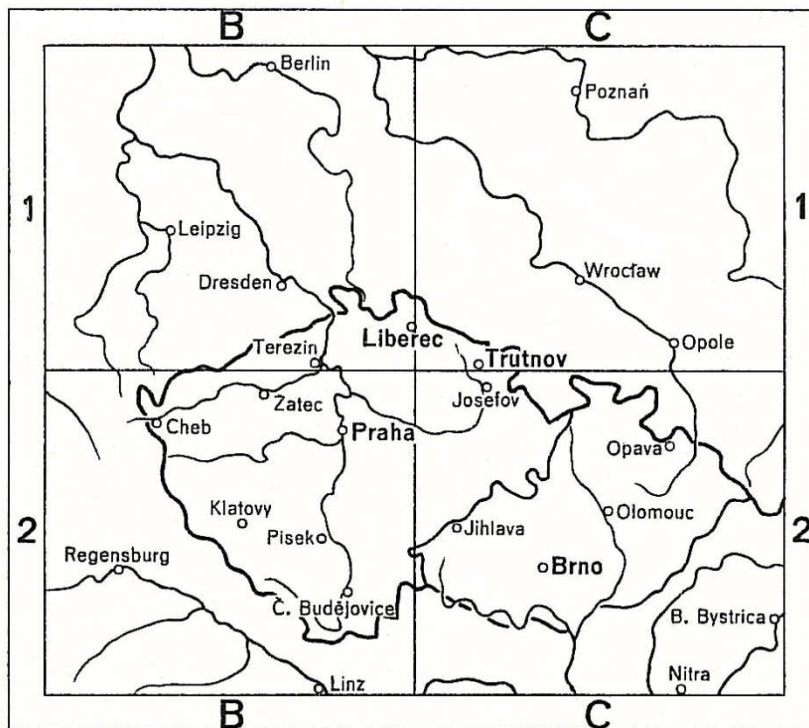 B C
Berlin
Poznań
1 1
Leipzig
Dresden
Wrocław
Liberec
Opole
Terezin
Trutnov
Josefov
Žatec
Cheb
Praha
Opava
Klatovy
Olomouc
Jihlava
Pisek
2 2
Regensburg
Brno
Č. Budějovice
B. Bystrica
Linz
Nitra
B C